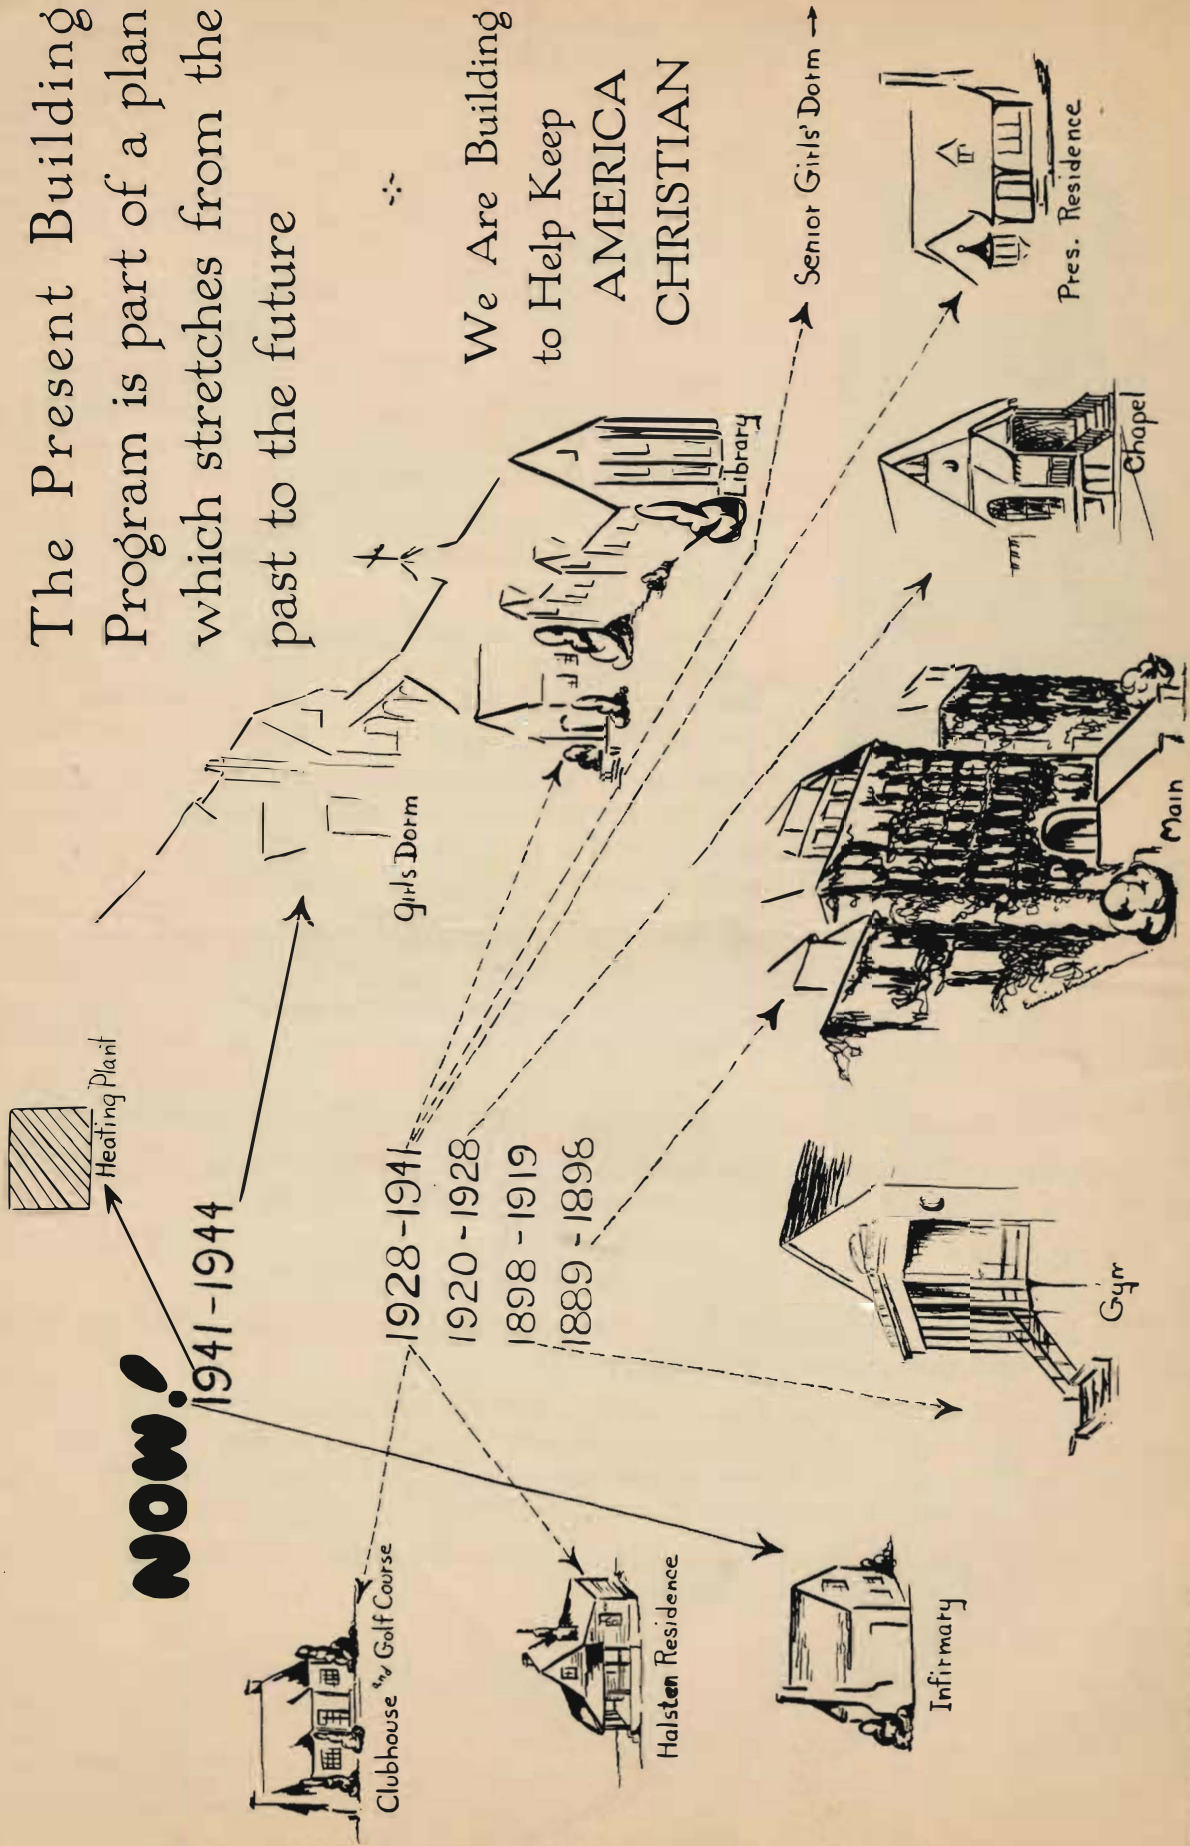 The Present Building
Program is part of a plan
which stretches from the
past to the future
We Are Building
to Help Keep
AMERICA
CHRISTIAN
Heating Plant
NOW!
1941-1944
Girls Dorm
Library
Senior Girls' Dorm →
1928-1941
1920-1928
1898-1919
1889-1898
Clubhouse and Golf Course
Halsten Residence
Infirmary
Gym
Main
Chapel
Pres. Residence